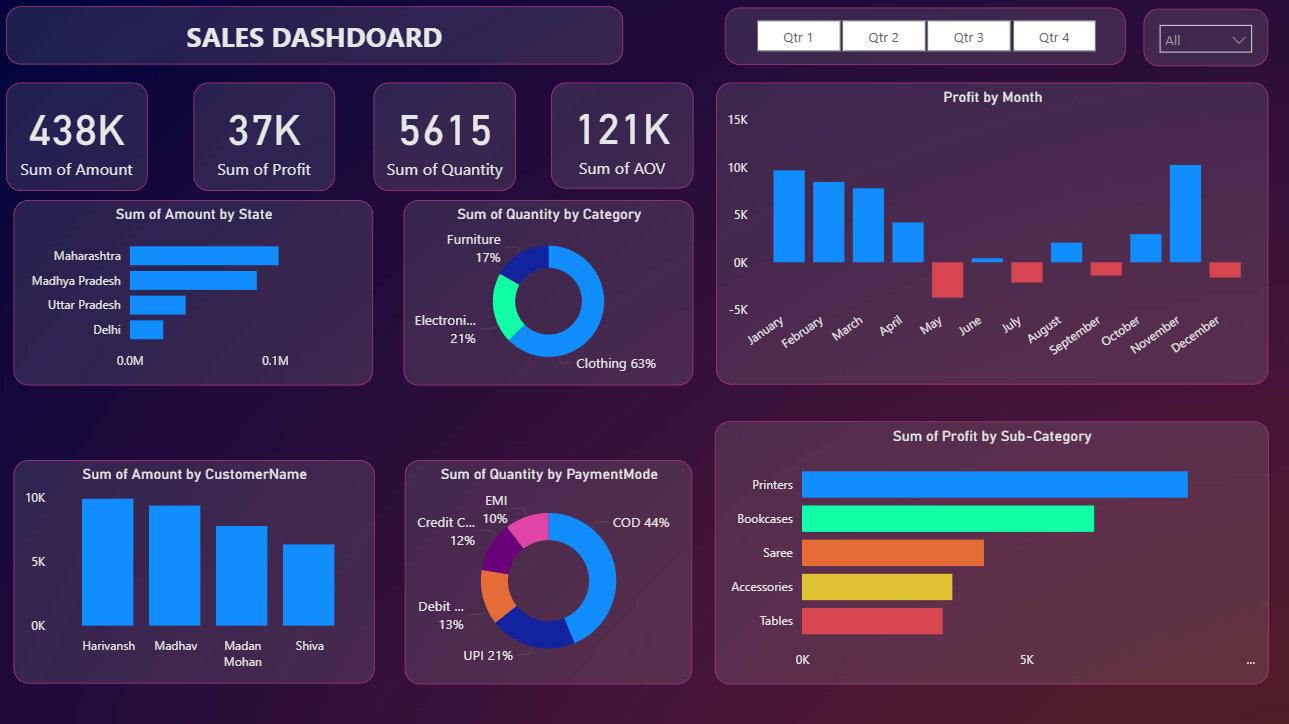 SALES DASHDOARD
Qtr 1
Qtr 2
Qtr 3
Qtr 4
All
438K
Sum of Amount
37K
Sum of Profit
5615
Sum of Quantity
121K
Sum of AOV
Profit by Month
15K
10K
5K
0K
-5K
January
February
March
April
May
June
July
August
September
October
November
December
Sum of Amount by State
Maharashtra
Madhya Pradesh
Uttar Pradesh
Delhi
0.0M
0.1M
Sum of Quantity by Category
Furniture
17%
Electroni...
21%
Clothing 63%
Sum of Amount by CustomerName
10K
5K
0K
Harivansh
Madhav
Madan
Mohan
Shiva
Sum of Quantity by PaymentMode
EMI
10%
Credit C...
12%
Debit ...
13%
UPI 21%
COD 44%
Sum of Profit by Sub-Category
Printers
Bookcases
Saree
Accessories
Tables
0K
5K
...